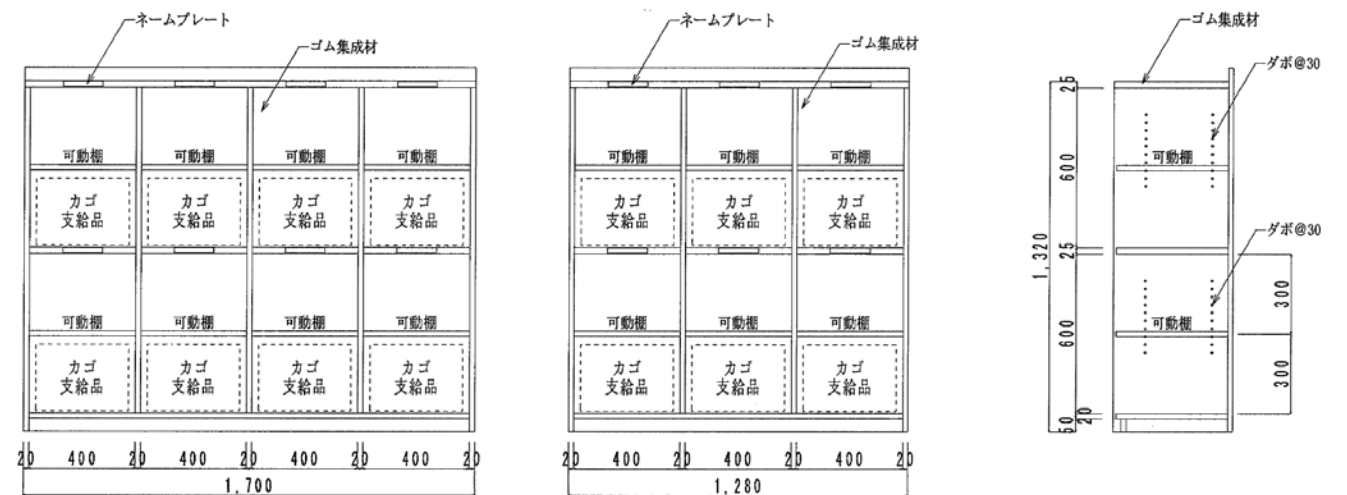 ネームプレート
ゴム集成材
可動棚 可動棚 可動棚 可動棚
カゴ カゴ カゴ カゴ
支給品 支給品 支給品 支給品
可動棚 可動棚 可動棚 可動棚
カゴ カゴ カゴ カゴ
支給品 支給品 支給品 支給品
20 400 20 400 20 400 20 400 20
1,700
ネームプレート
ゴム集成材
可動棚 可動棚 可動棚
カゴ カゴ カゴ
支給品 支給品 支給品
可動棚 可動棚 可動棚
カゴ カゴ カゴ
支給品 支給品 支給品
20 400 20 400 20 400 20
1,280
ゴム集成材
ダボ@30
25
可動棚
600
ダボ@30
1,320
25
300
可動棚
600
300
20
50